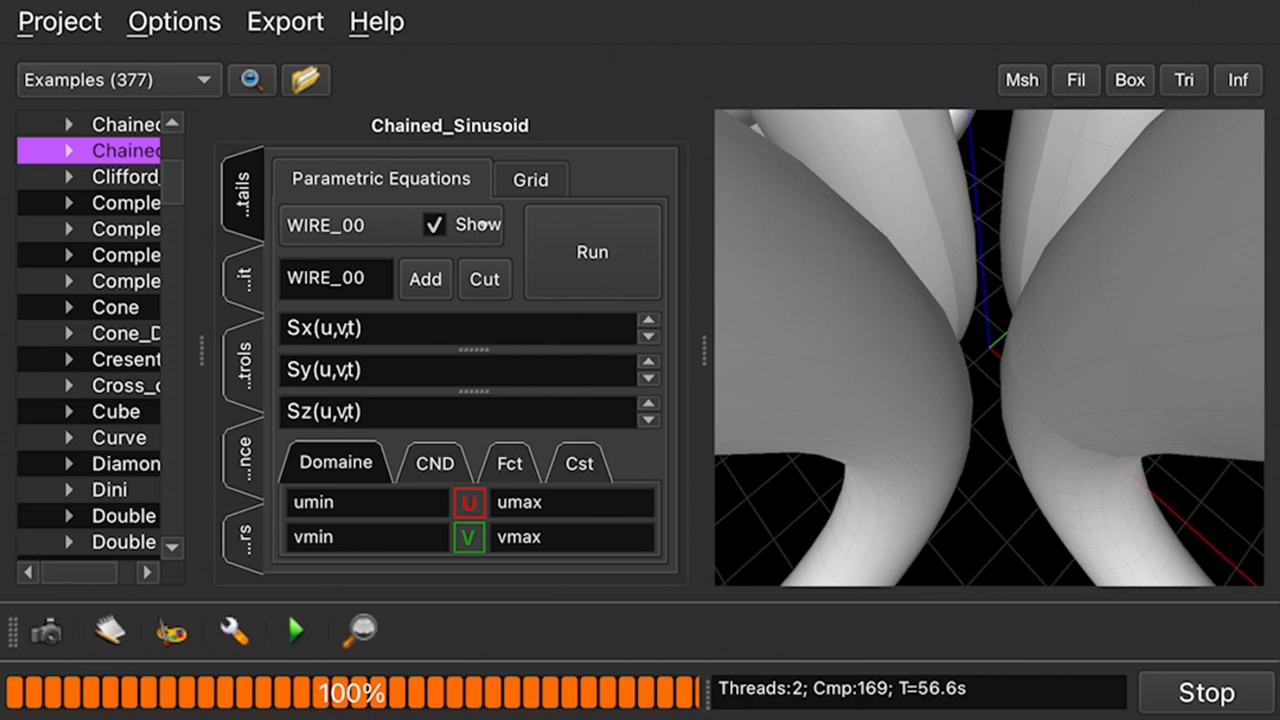 Project Options Export Help
Examples (377)
Msh Fil Box Tri Inf
Chained
Chained
Clifford_
Comple
Comple
Comple
Comple
Cone
Cone_D
Cresent
Cross_c
Cube
Curve
Diamon
Dini
Double
Double
Chained_Sinusoid
...tails
...it
...trols
...nce
...rs
Parametric Equations Grid
WIRE_00 Show
Run
WIRE_00 Add Cut
Sx(u,v,t)
Sy(u,v,t)
Sz(u,v,t)
Domaine CND Fct Cst
umin U umax
vmin V vmax
100%
Threads:2; Cmp:169; T=56.6s
Stop